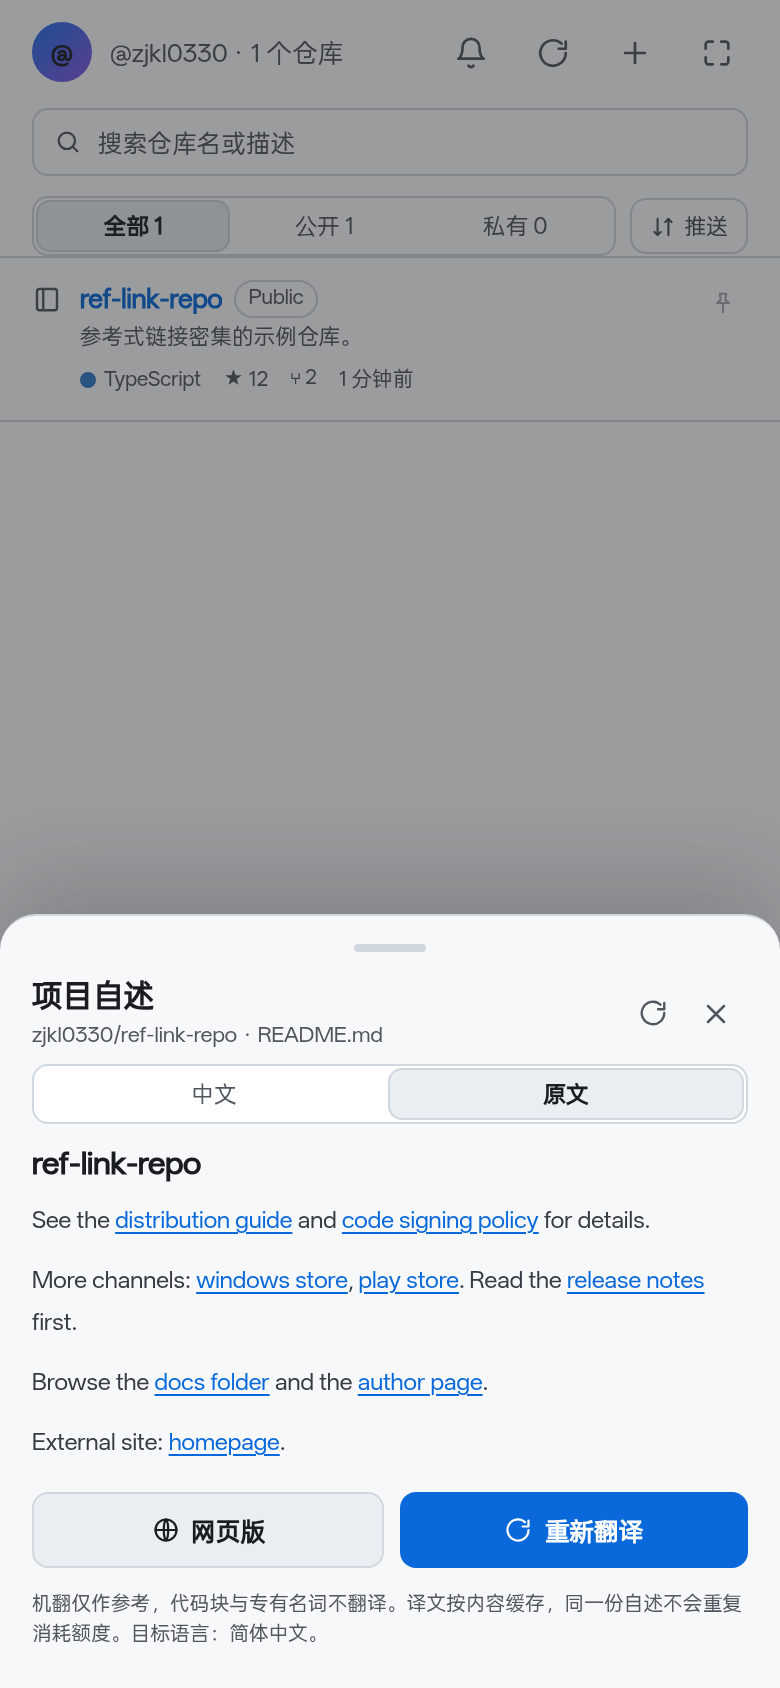 @ @zjkl0330 · 1 个仓库
搜索仓库名或描述
全部 1 公开 1 私有 0 推送
ref-link-repo Public
参考式链接密集的示例仓库。
TypeScript ★ 12 2 1 分钟前
项目自述
zjkl0330/ref-link-repo · README.md
中文 原文
ref-link-repo
See the distribution guide and code signing policy for details.
More channels: windows store, play store. Read the release notes
first.
Browse the docs folder and the author page.
External site: homepage.
网页版 重新翻译
机翻仅作参考，代码块与专有名词不翻译。译文按内容缓存，同一份自述不会重复
消耗额度。目标语言：简体中文。